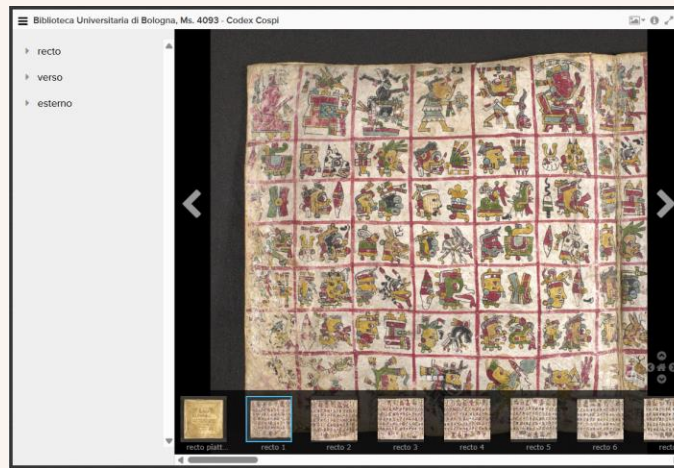 Biblioteca Universitaria di Bologna, Ms. 4093 - Codex Cospi
recto
verso
esterno
recto piatt...
recto 1
recto 2
recto 3
recto 4
recto 5
recto 6
recto